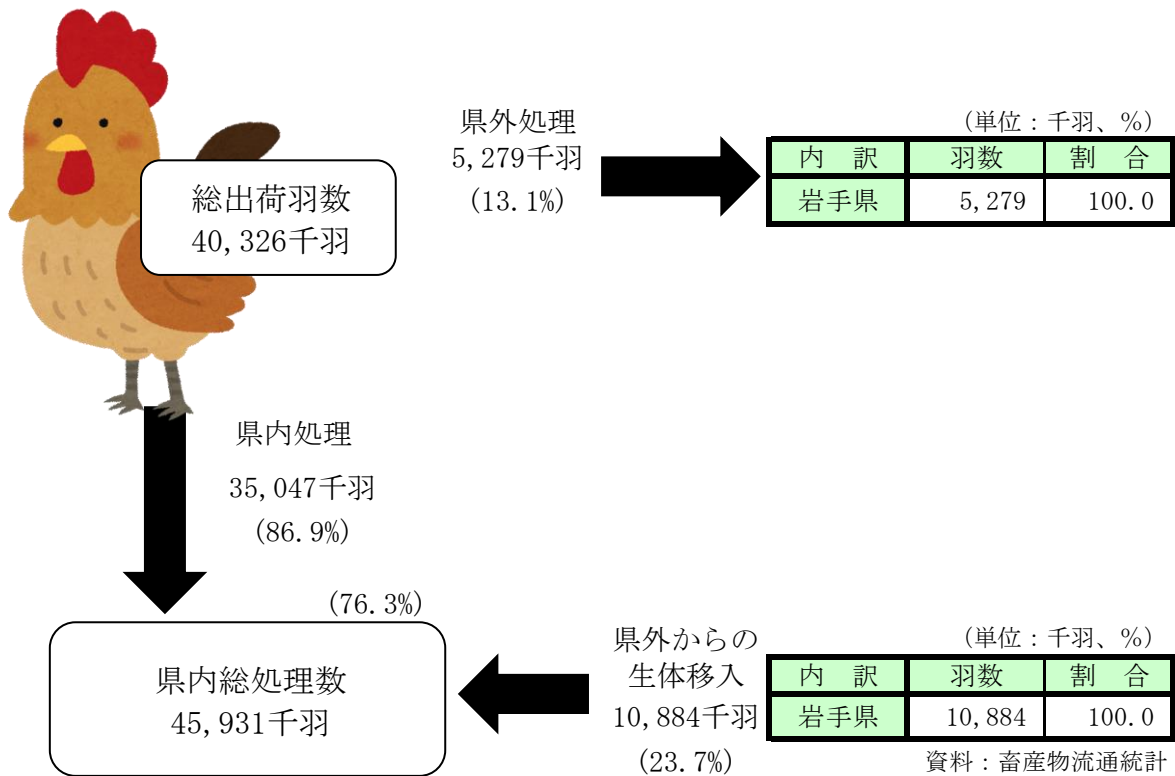 総出荷羽数
40,326千羽
県外処理
5,279千羽
(13.1%)
(単位：千羽、%)
内 訳 羽数 割 合
岩手県 5,279 100.0
県内処理
35,047千羽
(86.9%)
(76.3%)
県内総処理数
45,931千羽
県外からの
生体移入
10,884千羽
(23.7%)
(単位：千羽、%)
内 訳 羽数 割 合
岩手県 10,884 100.0
資料：畜産物流通統計